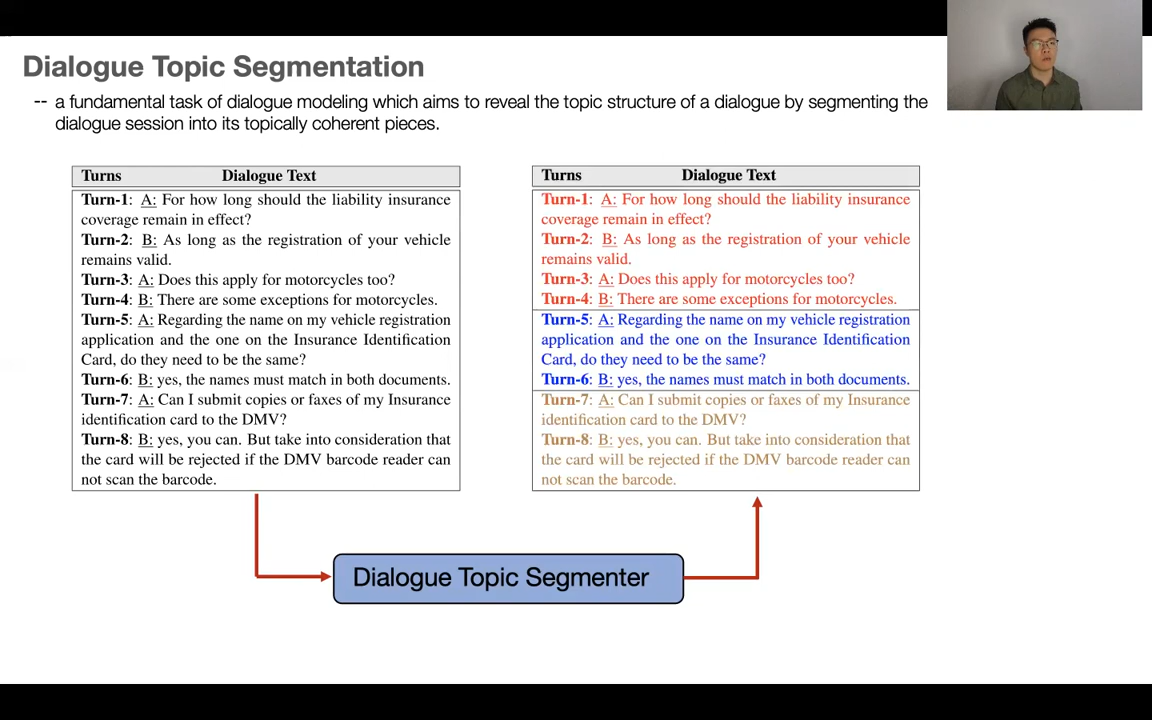 Dialogue Topic Segmentation
-- a fundamental task of dialogue modeling which aims to reveal the topic structure of a dialogue by segmenting the
dialogue session into its topically coherent pieces.
Turns Dialogue Text
Turn-1: A: For how long should the liability insurance
coverage remain in effect?
Turn-2: B: As long as the registration of your vehicle
remains valid.
Turn-3: A: Does this apply for motorcycles too?
Turn-4: B: There are some exceptions for motorcycles.
Turn-5: A: Regarding the name on my vehicle registration
application and the one on the Insurance Identification
Card, do they need to be the same?
Turn-6: B: yes, the names must match in both documents.
Turn-7: A: Can I submit copies or faxes of my Insurance
identification card to the DMV?
Turn-8: B: yes, you can. But take into consideration that
the card will be rejected if the DMV barcode reader can
not scan the barcode.
Turns Dialogue Text
Turn-1: A: For how long should the liability insurance
coverage remain in effect?
Turn-2: B: As long as the registration of your vehicle
remains valid.
Turn-3: A: Does this apply for motorcycles too?
Turn-4: B: There are some exceptions for motorcycles.
Turn-5: A: Regarding the name on my vehicle registration
application and the one on the Insurance Identification
Card, do they need to be the same?
Turn-6: B: yes, the names must match in both documents.
Turn-7: A: Can I submit copies or faxes of my Insurance
identification card to the DMV?
Turn-8: B: yes, you can. But take into consideration that
the card will be rejected if the DMV barcode reader can
not scan the barcode.
Dialogue Topic Segmenter